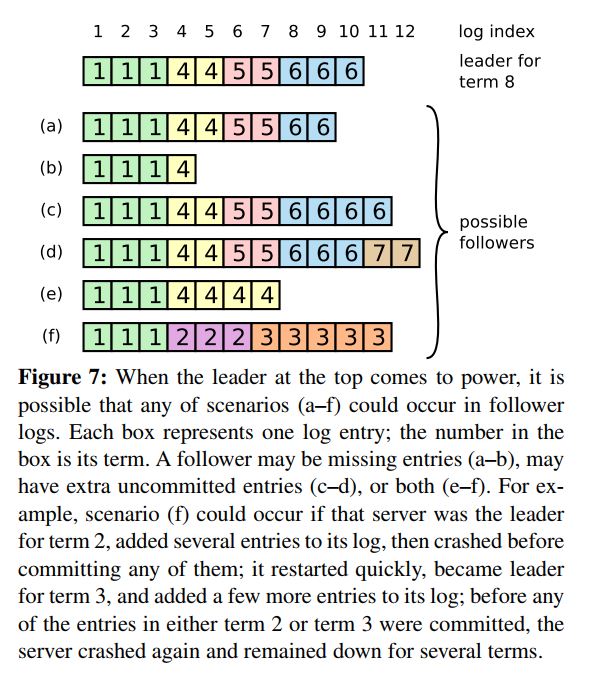 1 2 3 4 5 6 7 8 9 10 11 12 log index
1 1 1 4 4 5 5 6 6 6 leader for
term 8
(a) 1 1 1 4 4 5 5 6 6
(b) 1 1 1 4
(c) 1 1 1 4 4 5 5 6 6 6 6
(d) 1 1 1 4 4 5 5 6 6 6 7 7
possible
followers
(e) 1 1 1 4 4 4 4
(f) 1 1 1 2 2 2 3 3 3 3 3
Figure 7: When the leader at the top comes to power, it is
possible that any of scenarios (a–f) could occur in follower
logs. Each box represents one log entry; the number in the
box is its term. A follower may be missing entries (a–b), may
have extra uncommitted entries (c–d), or both (e–f). For ex-
ample, scenario (f) could occur if that server was the leader
for term 2, added several entries to its log, then crashed before
committing any of them; it restarted quickly, became leader
for term 3, and added a few more entries to its log; before any
of the entries in either term 2 or term 3 were committed, the
server crashed again and remained down for several terms.